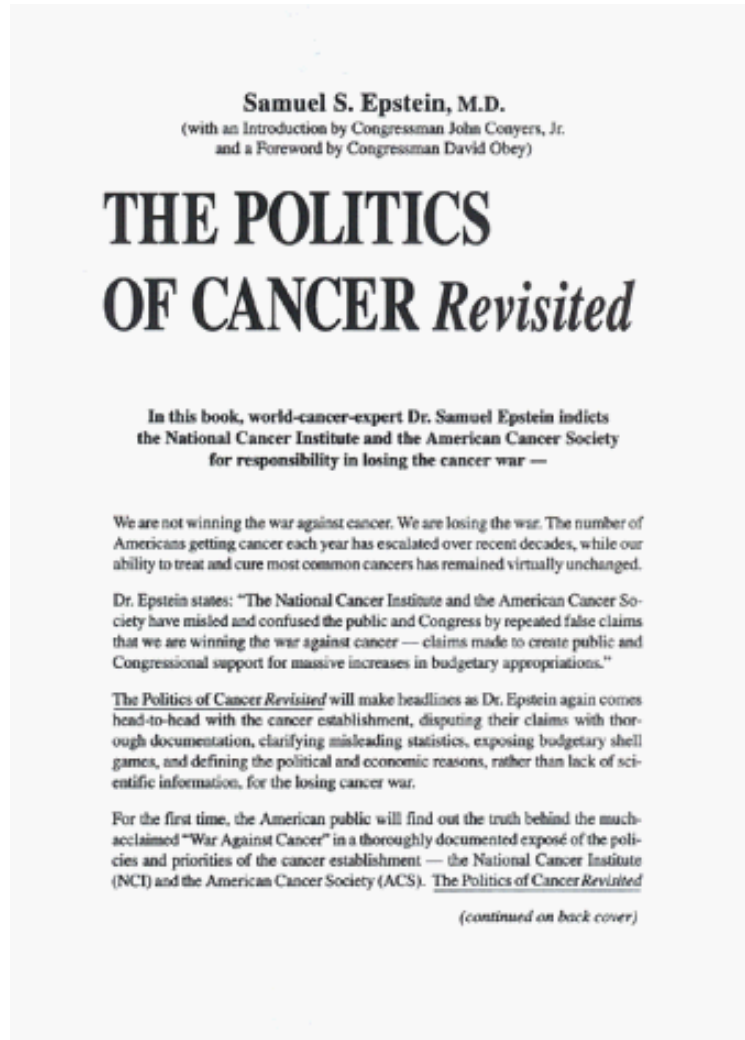 Samuel S. Epstein, M.D.
(with an Introduction by Congressman John Conyers, Jr.
and a Foreword by Congressman David Obey)
THE POLITICS
OF CANCER Revisited
In this book, world-cancer-expert Dr. Samuel Epstein indicts
the National Cancer Institute and the American Cancer Society
for responsibility in losing the cancer war —
We are not winning the war against cancer. We are losing the war. The number of
Americans getting cancer each year has escalated over recent decades, while our
ability to treat and cure most common cancers has remained virtually unchanged.
Dr. Epstein states: “The National Cancer Institute and the American Cancer So-
ciety have misled and confused the public and Congress by repeated false claims
that we are winning the war against cancer — claims made to create public and
Congressional support for massive increases in budgetary appropriations.”
The Politics of Cancer Revisited will make headlines as Dr. Epstein again comes
head-to-head with the cancer establishment, disputing their claims with thor-
ough documentation, clarifying misleading statistics, exposing budgetary shell
games, and defining the political and economic reasons, rather than lack of sci-
entific information, for the losing cancer war.
For the first time, the American public will find out the truth behind the much-
acclaimed “War Against Cancer” in a thoroughly documented exposé of the poli-
cies and priorities of the cancer establishment — the National Cancer Institute
(NCI) and the American Cancer Society (ACS). The Politics of Cancer Revisited
(continued on back cover)